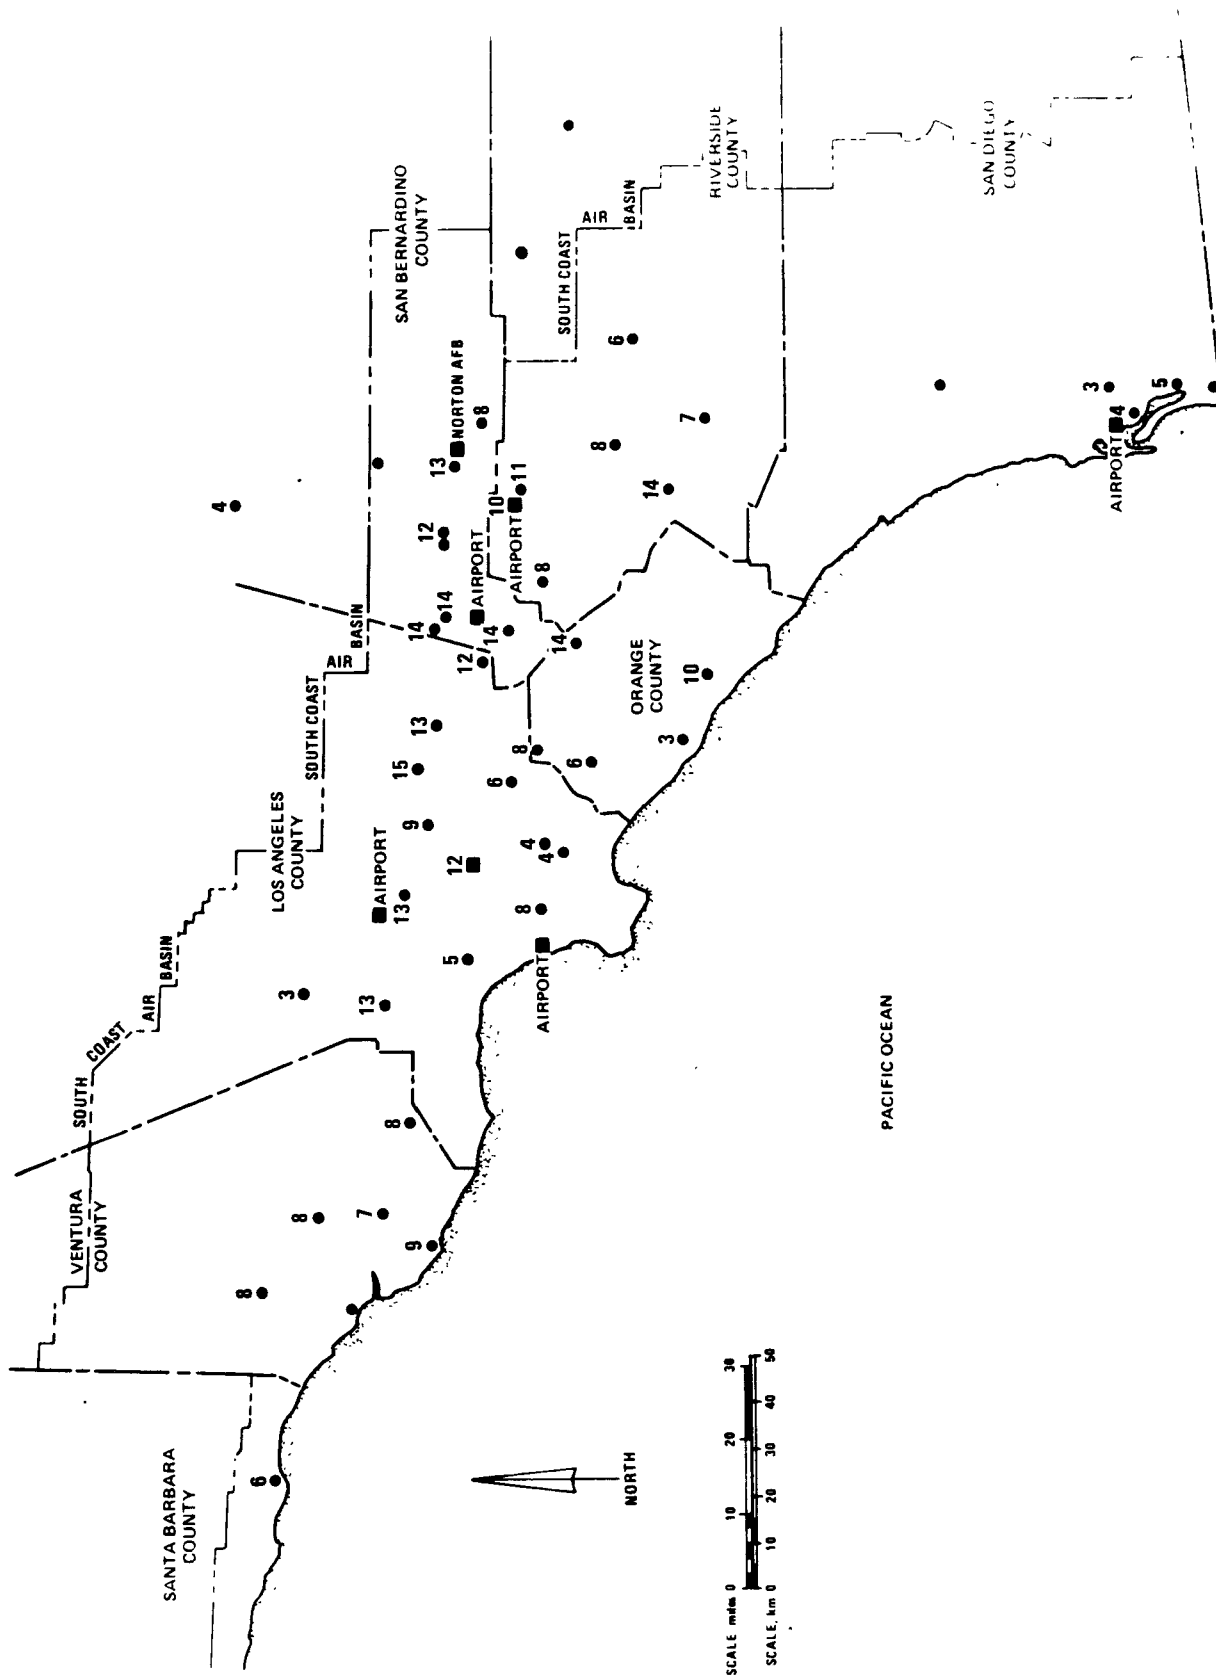 VENTURA
COUNTY
SOUTH
COAST
AIR
BASIN
SANTA BARBARA
COUNTY
6
8
8
7
9
8
3
13
5
LOS ANGELES
COUNTY
SOUTH COAST
AIR
BASIN
4
SAN BERNARDINO
COUNTY
AIRPORT
13
12
9
15
13
12
14
14
12
13
NORTON AFB
8
AIRPORT
14
10
AIRPORT
11
8
AIRPORT
8
4
4
6
8
6
14
8
6
SOUTH COAST
AIR
BASIN
ORANGE
COUNTY
3
10
14
7
RIVERSIDE
COUNTY
NORTH
PACIFIC OCEAN
SAN DIEGO
COUNTY
3
AIRPORT
4
5
SCALE miles 0 10 20 30
SCALE, km 0 10 20 30 40 50